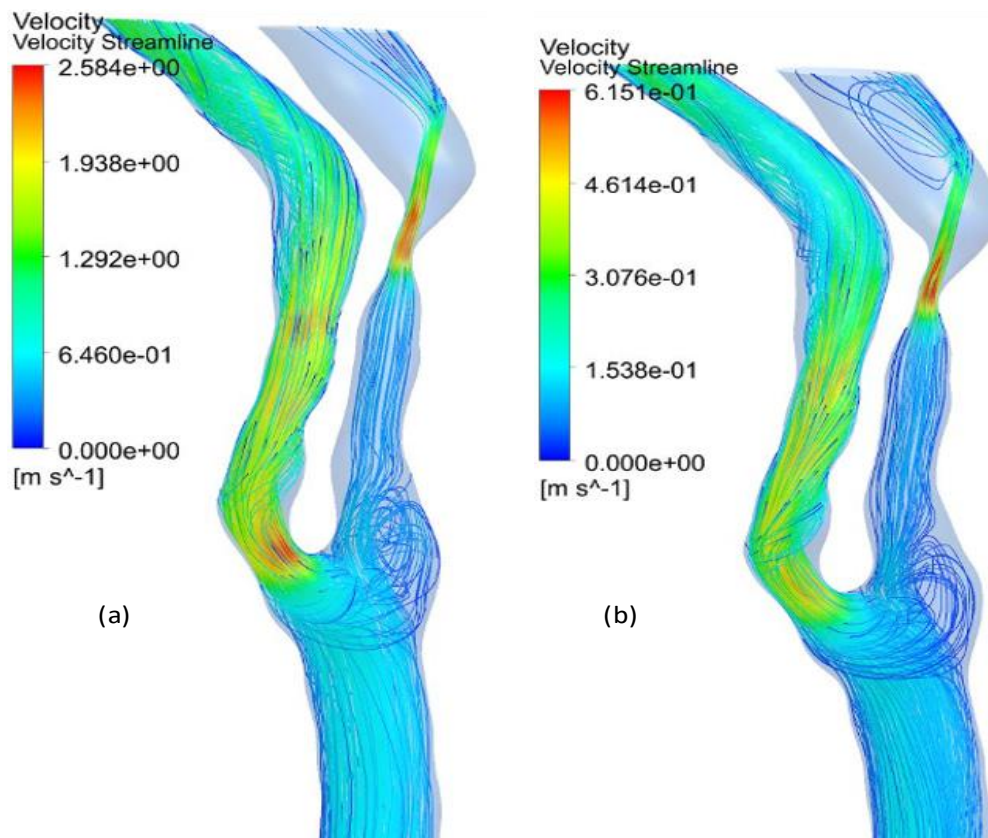 Velocity
Velocity Streamline
2.584e+00
1.938e+00
1.292e+00
6.460e-01
0.000e+00
[m s^-1]
(a)
Velocity
Velocity Streamline
6.151e-01
4.614e-01
3.076e-01
1.538e-01
0.000e+00
[m s^-1]
(b)